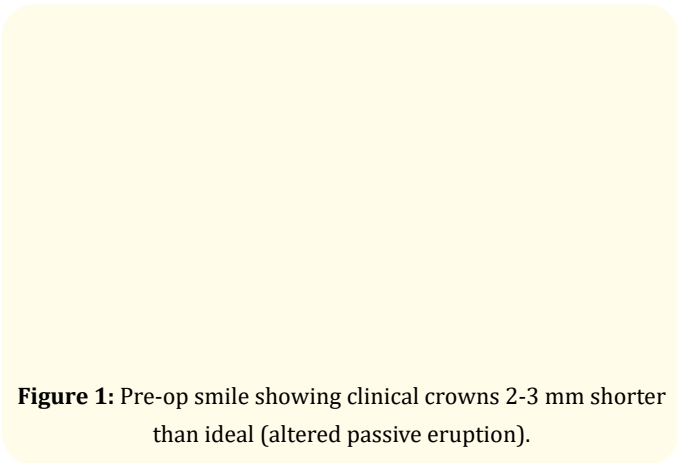 Figure 1: Pre-op smile showing clinical crowns 2-3 mm shorter
than ideal (altered passive eruption).